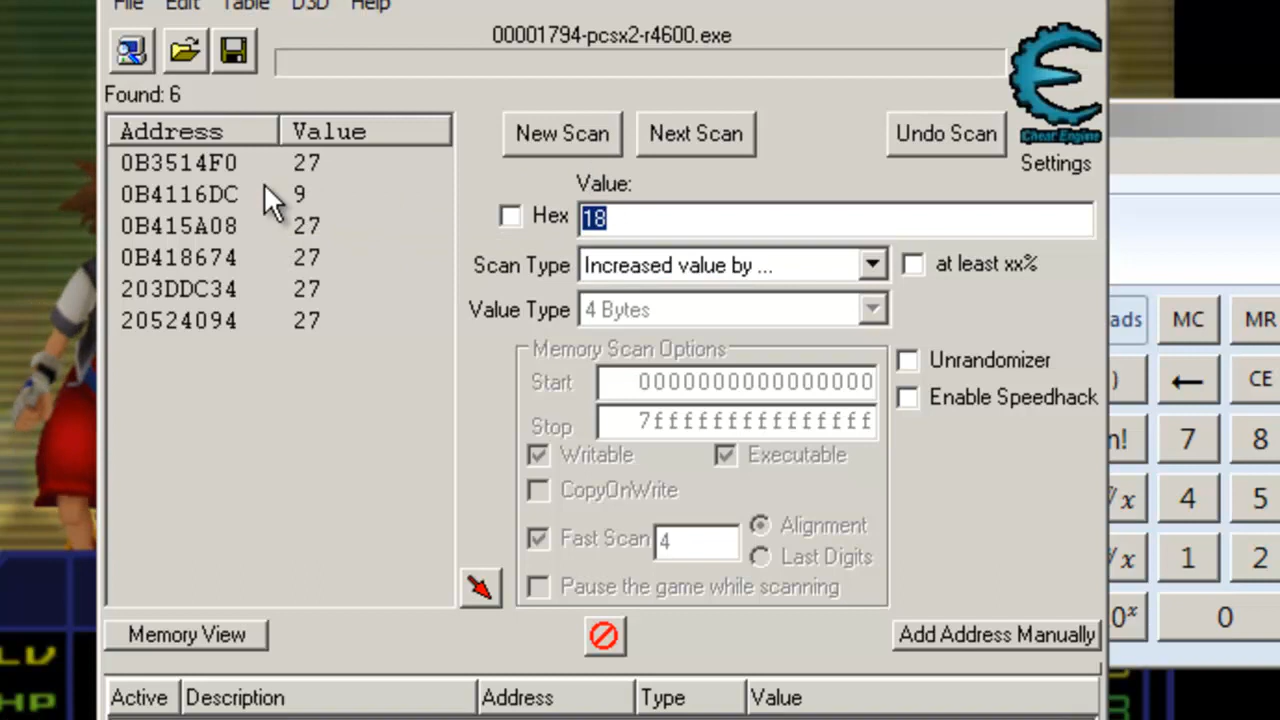 File Edit Table D3D Help
00001794-pcsx2-r4600.exe
Found: 6
Address Value
0B3514F0 27
0B4116DC 9
0B415A08 27
0B418674 27
203DDC34 27
20524094 27
New Scan Next Scan Undo Scan
Cheat Engine
Settings
Value:
Hex 18
Scan Type Increased value by ... at least xx%
Value Type 4 Bytes
Memory Scan Options
Start 0000000000000000
Stop 7fffffffffffffff
Writable Executable
CopyOnWrite
Fast Scan 4 Alignment
Last Digits
Pause the game while scanning
Unrandomizer
Enable Speedhack
Memory View Add Address Manually
Active Description Address Type Value
ads MC MR
) ← CE
n! 7 8
x 4 5
x 1 2
0ˣ 0
LV
HP